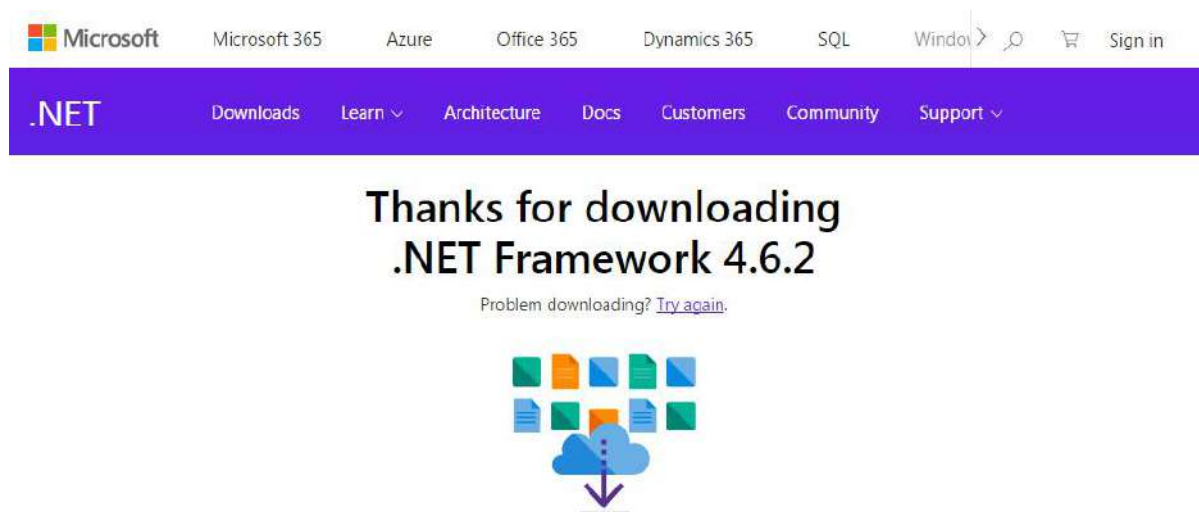 Microsoft Microsoft 365 Azure Office 365 Dynamics 365 SQL Window Sign in
.NET Downloads Learn Architecture Docs Customers Community Support
Thanks for downloading
.NET Framework 4.6.2
Problem downloading? Try again.